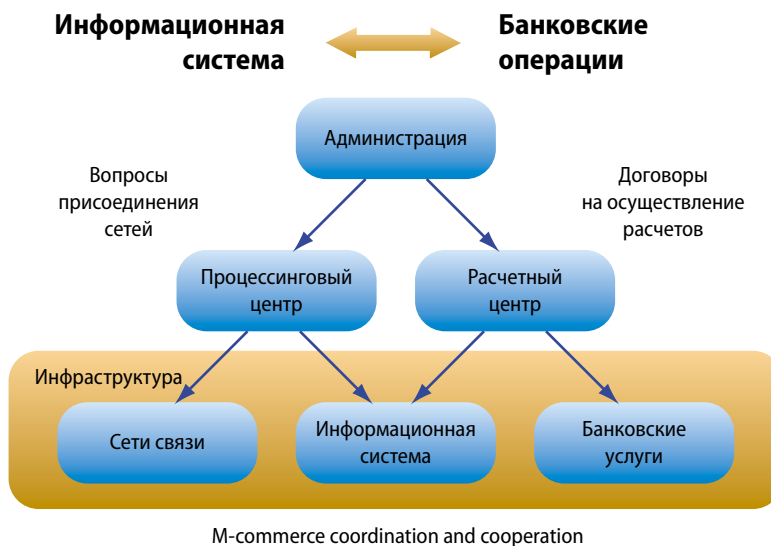 Информационная
система
Банковские
операции
Администрация
Вопросы
присоединения
сетей
Договоры
на осуществление
расчетов
Процессинговый
центр
Расчетный
центр
Инфраструктура
Сети связи
Информационная
система
Банковские
услуги
M-commerce coordination and cooperation